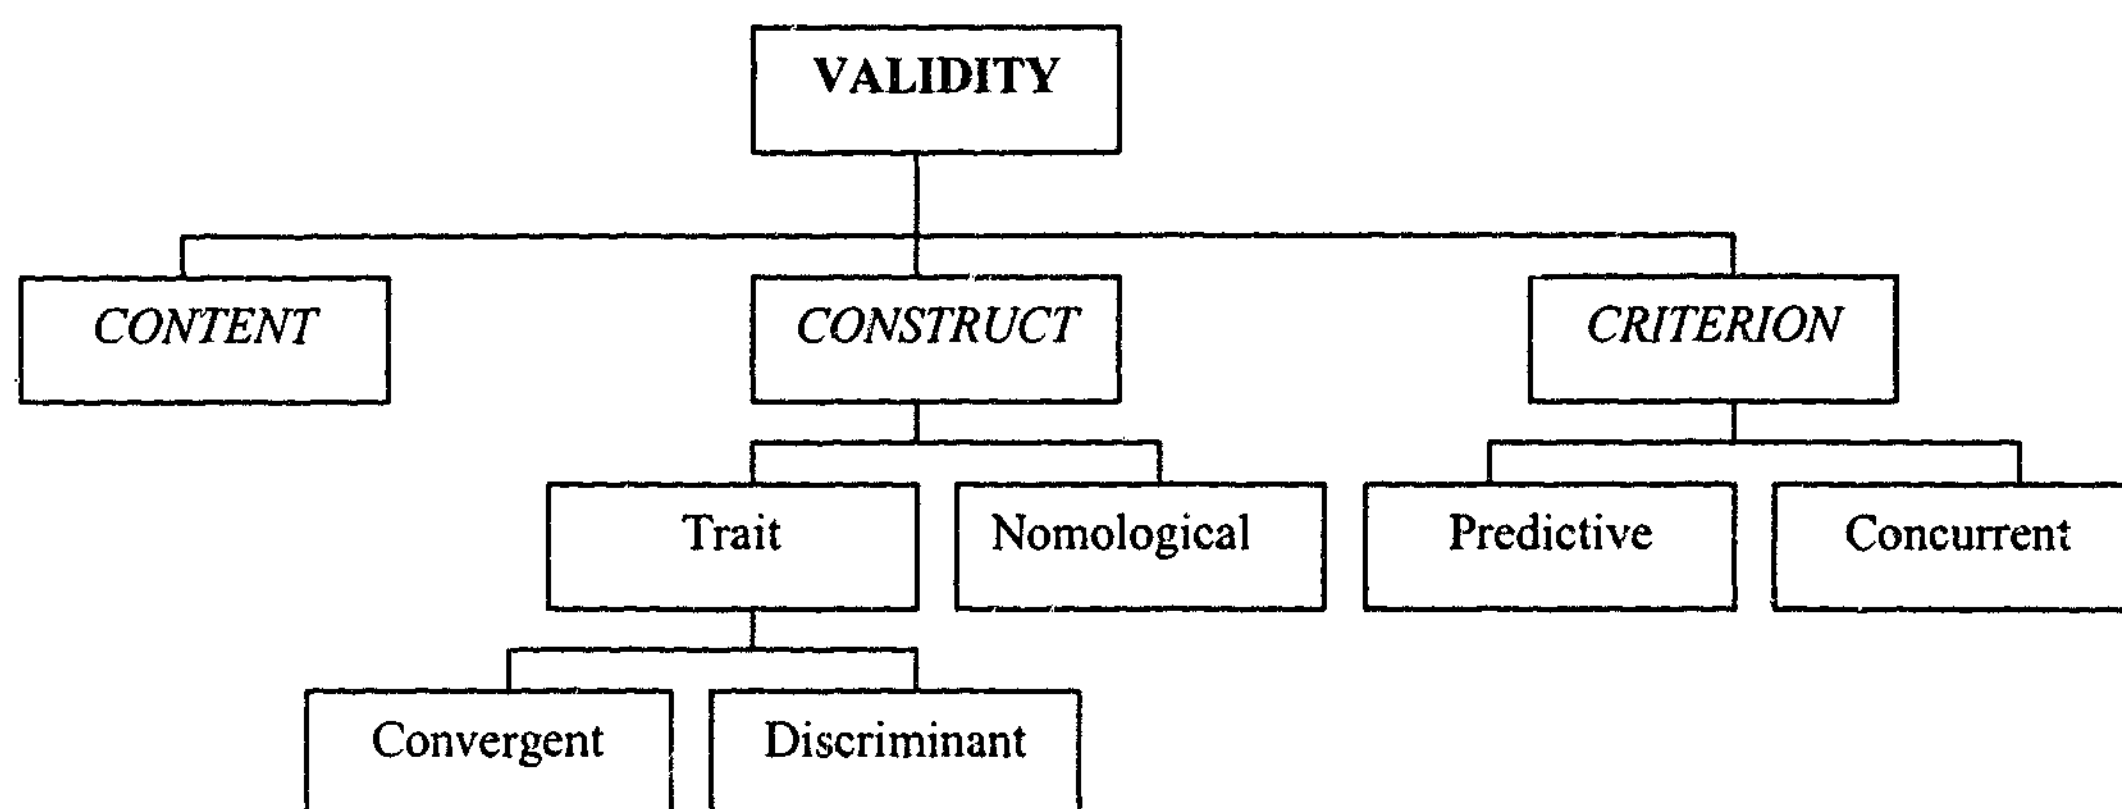 VALIDITY
CONTENT
CONSTRUCT
CRITERION
Trait
Nomological
Predictive
Concurrent
Convergent
Discriminant